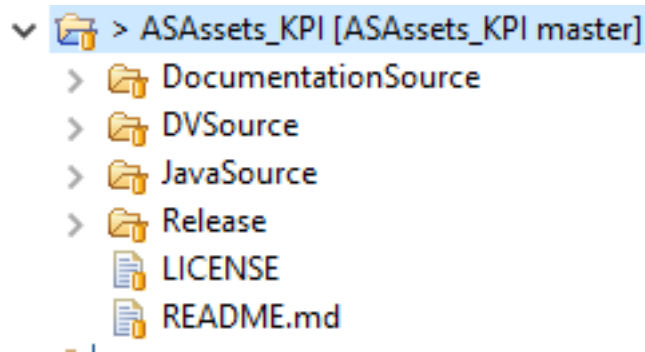 > ASAssets_KPI [ASAssets_KPI master]
DocumentationSource
DVSource
JavaSource
Release
LICENSE
README.md